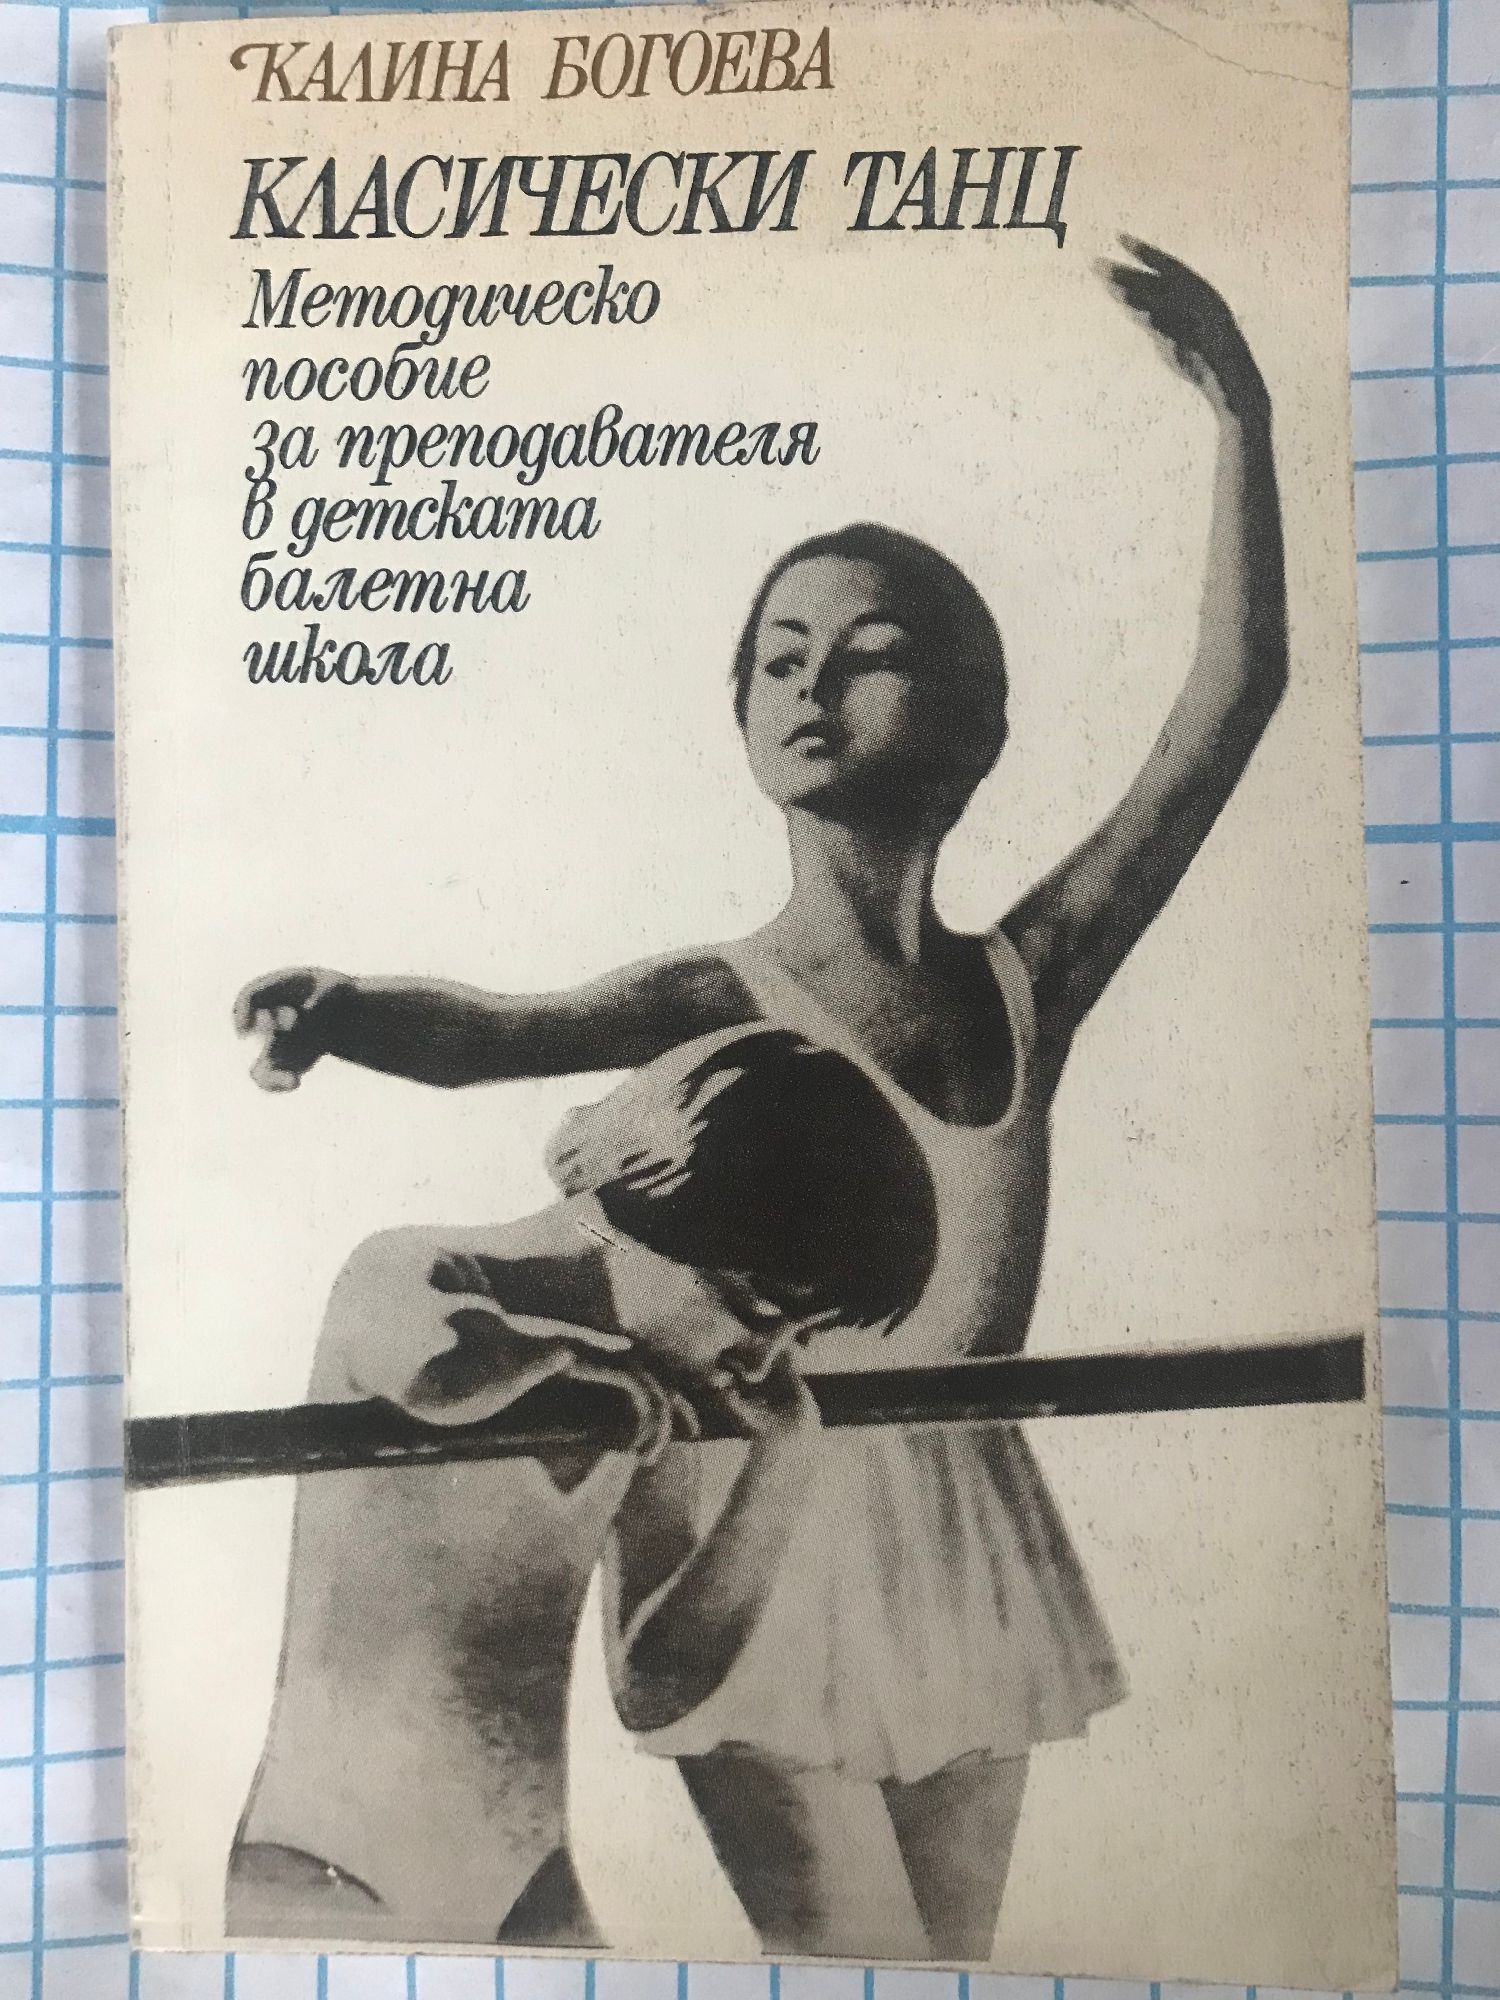 КАЛИНА БОГОЕВА
КЛАСИЧЕСКИ ТАНЦ
Методическо
пособие
за преподавателя
в детската
балетна
школа